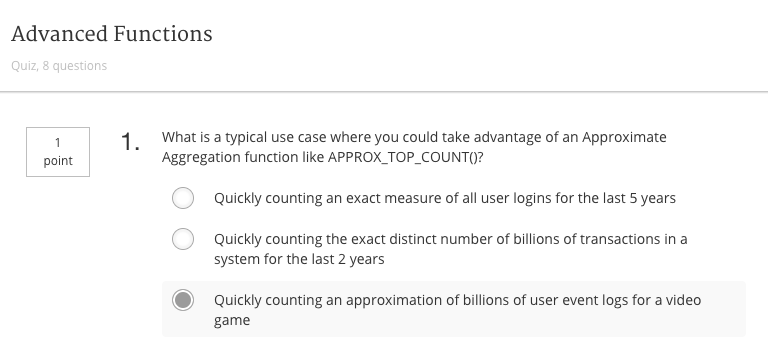 Advanced Functions
Quiz, 8 questions
1
point
1.
What is a typical use case where you could take advantage of an Approximate
Aggregation function like APPROX_TOP_COUNT()?
Quickly counting an exact measure of all user logins for the last 5 years
Quickly counting the exact distinct number of billions of transactions in a
system for the last 2 years
Quickly counting an approximation of billions of user event logs for a video
game